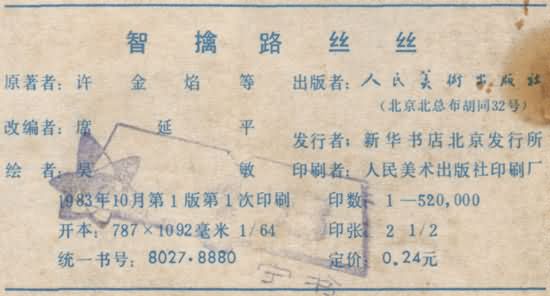 智擒路丝丝
原著者：许金焰等 出版者：人民美術出版社
（北京北总布胡同32号）
改编者：席延平 发行者：新华书店北京发行所
绘者：吴敏 印刷者：人民美术出版社印刷厂
1983年10月第1版第1次印刷 印数：1—520,000
开本：787×1092毫米 1/64 印张：2 1/2
统一书号：8027·8880 定价：0.24元